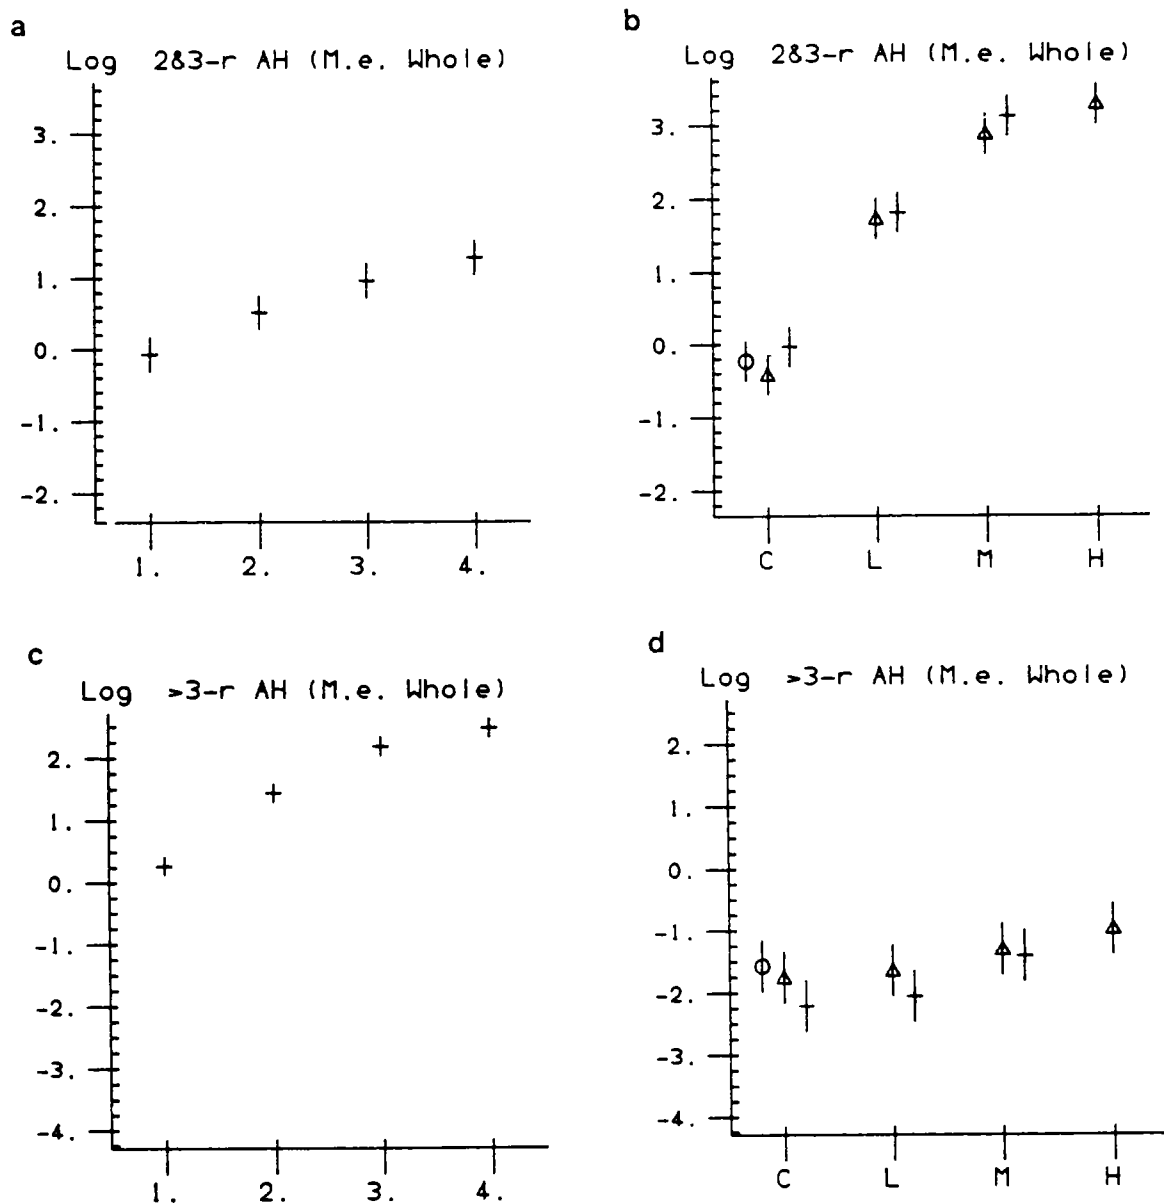 a
Log 2&3-r AH (M.e. Whole)
3.
2.
1.
0.
-1.
-2.
1. 2. 3. 4.
b
Log 2&3-r AH (M.e. Whole)
3.
2.
1.
0.
-1.
-2.
C L M H
c
Log >3-r AH (M.e. Whole)
2.
1.
0.
-1.
-2.
-3.
-4.
1. 2. 3. 4.
d
Log >3-r AH (M.e. Whole)
2.
1.
0.
-1.
-2.
-3.
-4.
C L M H